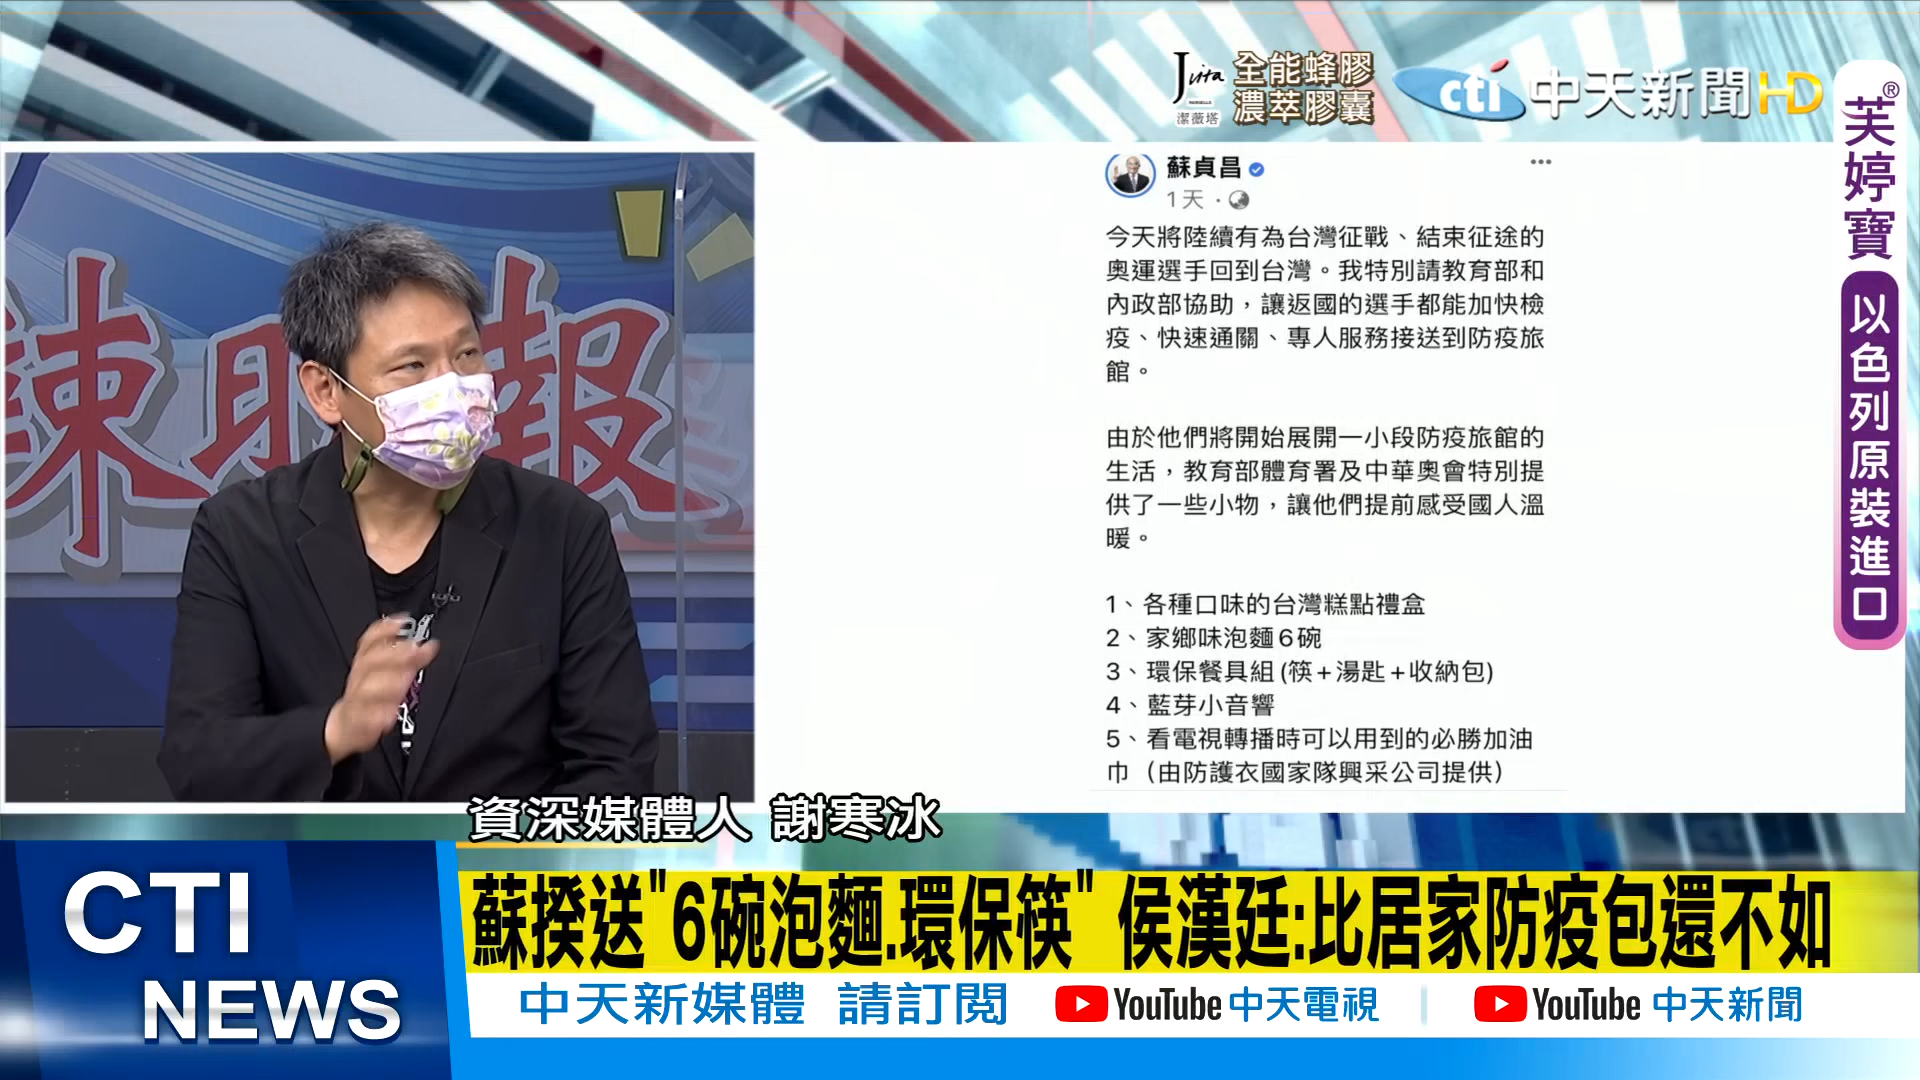 Jvita
MARSEILLE
潔薇塔
全能蜂膠
濃萃膠囊
cti 中天新聞HD
芙婷寶®
以色列原裝進口
辣 報
蘇貞昌
1天
今天將陸續有為台灣征戰、結束征途的
奧運選手回到台灣。我特別請教育部和
內政部協助，讓返國的選手都能加快檢
疫、快速通關、專人服務接送到防疫旅
館。
由於他們將開始展開一小段防疫旅館的
生活，教育部體育署及中華奧會特別提
供了一些小物，讓他們提前感受國人溫
暖。
1、各種口味的台灣糕點禮盒
2、家鄉味泡麵6碗
3、環保餐具組(筷+湯匙+收納包)
4、藍芽小音響
5、看電視轉播時可以用到的必勝加油
巾（由防護衣國家隊興采公司提供）
資深媒體人 謝寒冰
CTI
NEWS
蘇揆送"6碗泡麵.環保筷" 侯漢廷:比居家防疫包還不如
中天新媒體 請訂閱 YouTube 中天電視 | YouTube 中天新聞